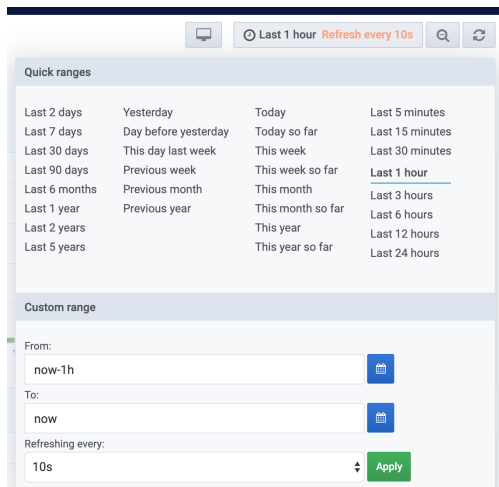 Last 1 hour Refresh every 10s
Quick ranges
Last 2 days Yesterday Today Last 5 minutes
Last 7 days Day before yesterday Today so far Last 15 minutes
Last 30 days This day last week This week Last 30 minutes
Last 90 days Previous week This week so far Last 1 hour
Last 6 months Previous month This month Last 3 hours
Last 1 year Previous year This month so far Last 6 hours
Last 2 years This year Last 12 hours
Last 5 years This year so far Last 24 hours
Custom range
From:
now-1h
To:
now
Refreshing every:
10s Apply